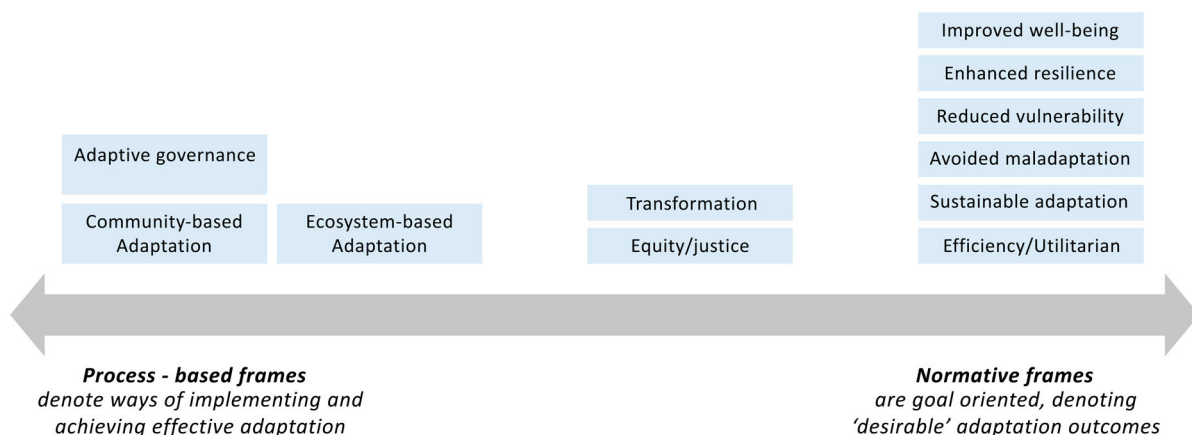 Improved well-being
Enhanced resilience
Reduced vulnerability
Adaptive governance
Avoided maladaptation
Transformation
Sustainable adaptation
Community-based
Adaptation
Ecosystem-based
Adaptation
Equity/justice
Efficiency/Utilitarian
Process - based frames
denote ways of implementing and
achieving effective adaptation
Normative frames
are goal oriented, denoting
‘desirable’ adaptation outcomes